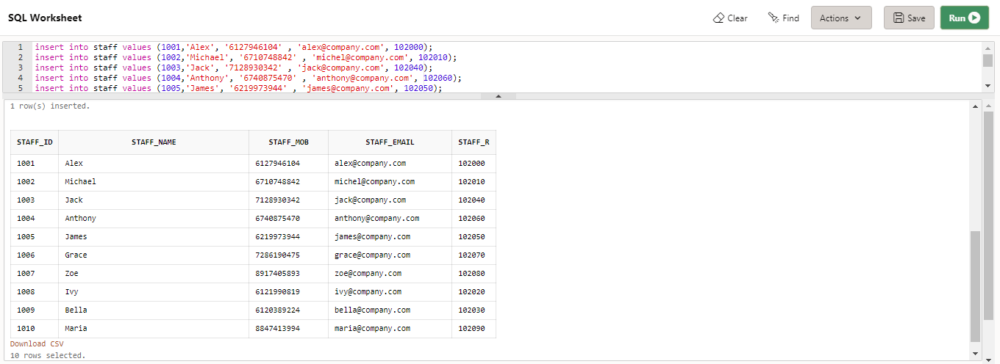 SQL Worksheet
Clear Find Actions Save Run
1 insert into staff values (1001,'Alex', '6127946104' , 'alex@company.com', 102000);
2 insert into staff values (1002,'Michael', '6710748842' , 'michel@company.com', 102010);
3 insert into staff values (1003,'Jack', '7128930342' , 'jack@company.com', 102040);
4 insert into staff values (1004,'Anthony', '6740875470' , 'anthony@company.com', 102060);
5 insert into staff values (1005,'James', '6219973944' , 'james@company.com', 102050);
1 row(s) inserted.
STAFF_ID STAFF_NAME STAFF_MOB STAFF_EMAIL STAFF_R
1001 Alex 6127946104 alex@company.com 102000
1002 Michael 6710748842 michel@company.com 102010
1003 Jack 7128930342 jack@company.com 102040
1004 Anthony 6740875470 anthony@company.com 102060
1005 James 6219973944 james@company.com 102050
1006 Grace 7286190475 grace@company.com 102070
1007 Zoe 8917405893 zoe@company.com 102080
1008 Ivy 6121990819 ivy@company.com 102020
1009 Bella 6120389224 bella@company.com 102030
1010 Maria 8847413994 maria@company.com 102090
Download CSV
10 rows selected.